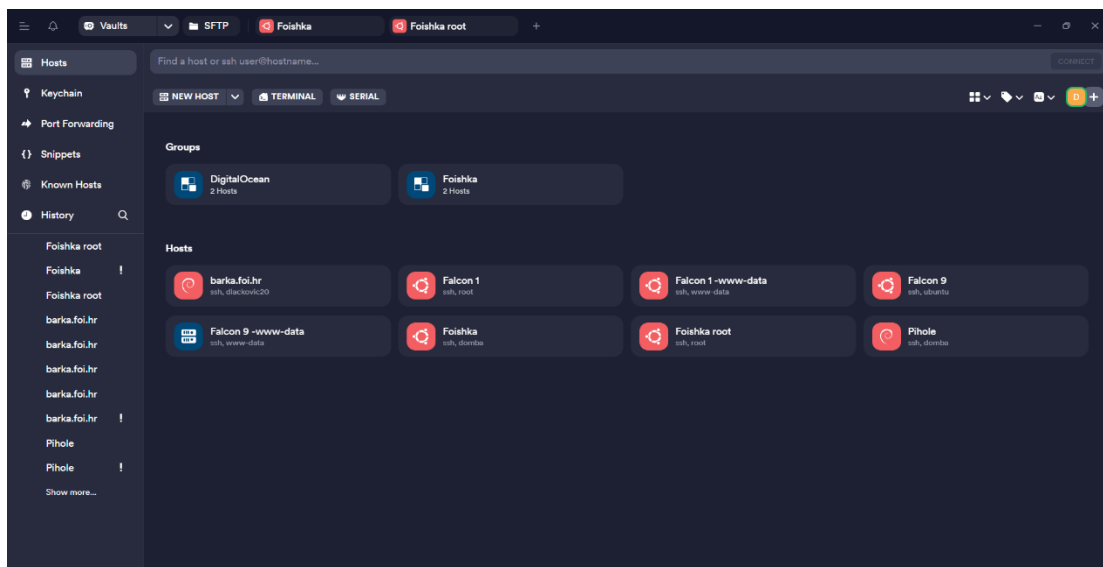 Vaults
SFTP
Foishka
Foishka root
Hosts
Find a host or ssh user@hostname...
CONNECT
Keychain
NEW HOST
TERMINAL
SERIAL
D
Port Forwarding
Snippets
Known Hosts
History
Foishka root
Foishka !
Foishka root
barka.foi.hr
barka.foi.hr
barka.foi.hr
barka.foi.hr
barka.foi.hr !
Pihole
Pihole !
Show more...
Groups
DigitalOcean
2 Hosts
Foishka
2 Hosts
Hosts
barka.foi.hr
ssh, dlackovic20
Falcon 1
ssh, root
Falcon 1 -www-data
ssh, www-data
Falcon 9
ssh, ubuntu
Falcon 9 -www-data
ssh, www-data
Foishka
ssh, domba
Foishka root
ssh, root
Pihole
ssh, domba